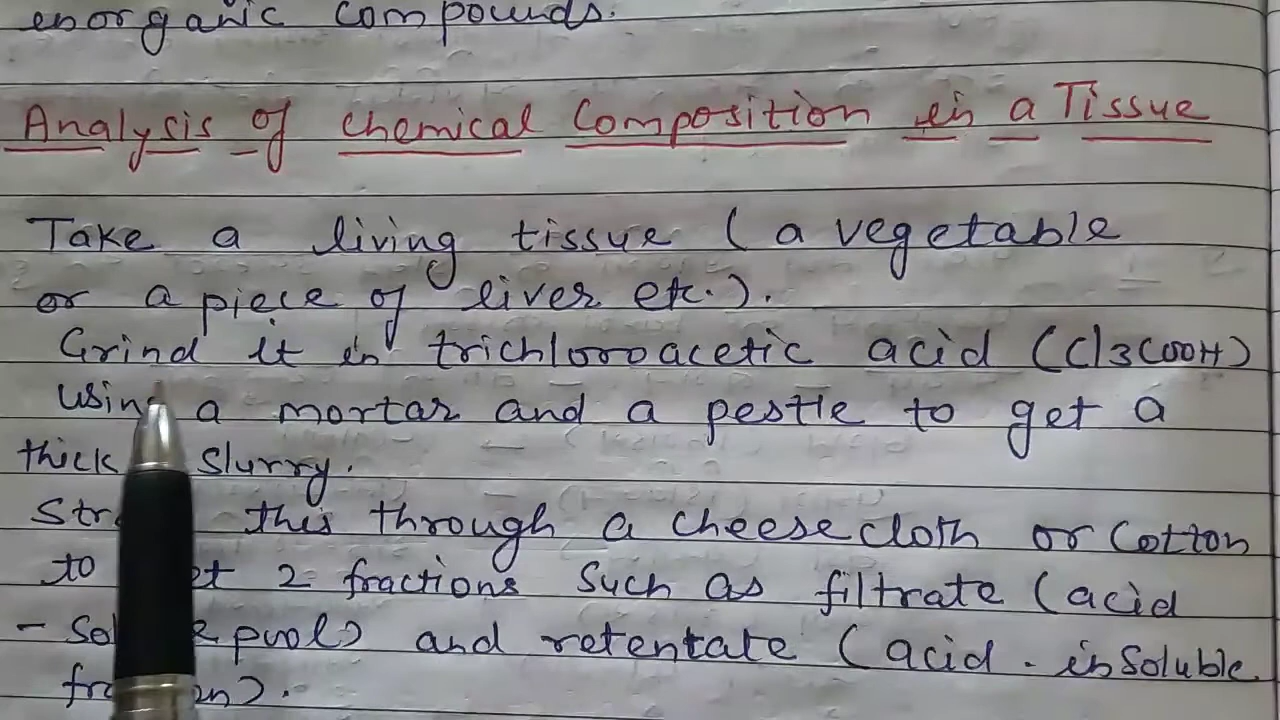 inorganic compounds.
Analysis of chemical Composition in a Tissue
Take a living tissue (a vegetable
or a piece of liver etc.).
Grind it in trichloroacetic acid (Cl3COOH)
using a mortar and a pestle to get a
thick slurry.
this through a cheesecloth or Cotton
to 2 fractions Such as filtrate (acid
and retentate (acid - insoluble